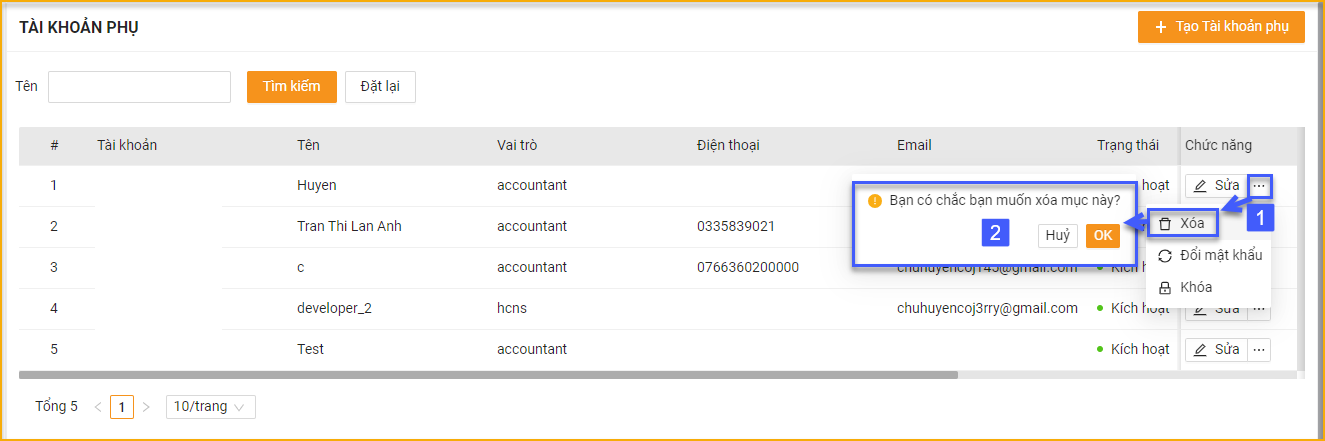 TÀI KHOẢN PHỤ
+ Tạo Tài khoản phụ
Tên
Tìm kiếm
Đặt lại
# Tài khoản Tên Vai trò Điện thoại Email Trạng thái Chức năng
1 Huyen accountant hoạt Sửa ...
Bạn có chắc bạn muốn xóa mục này?
2 Tran Thi Lan Anh accountant 0335839021
2 Huỷ OK
Xóa 1
3 c accountant 0766360200000 chuhuyencoj145@gmail.com Kích hoạt
Đổi mật khẩu
Khóa
4 developer_2 hcns chuhuyencoj3rry@gmail.com Kích hoạt Sửa ...
5 Test accountant Kích hoạt Sửa ...
Tổng 5 < 1 > 10/trang